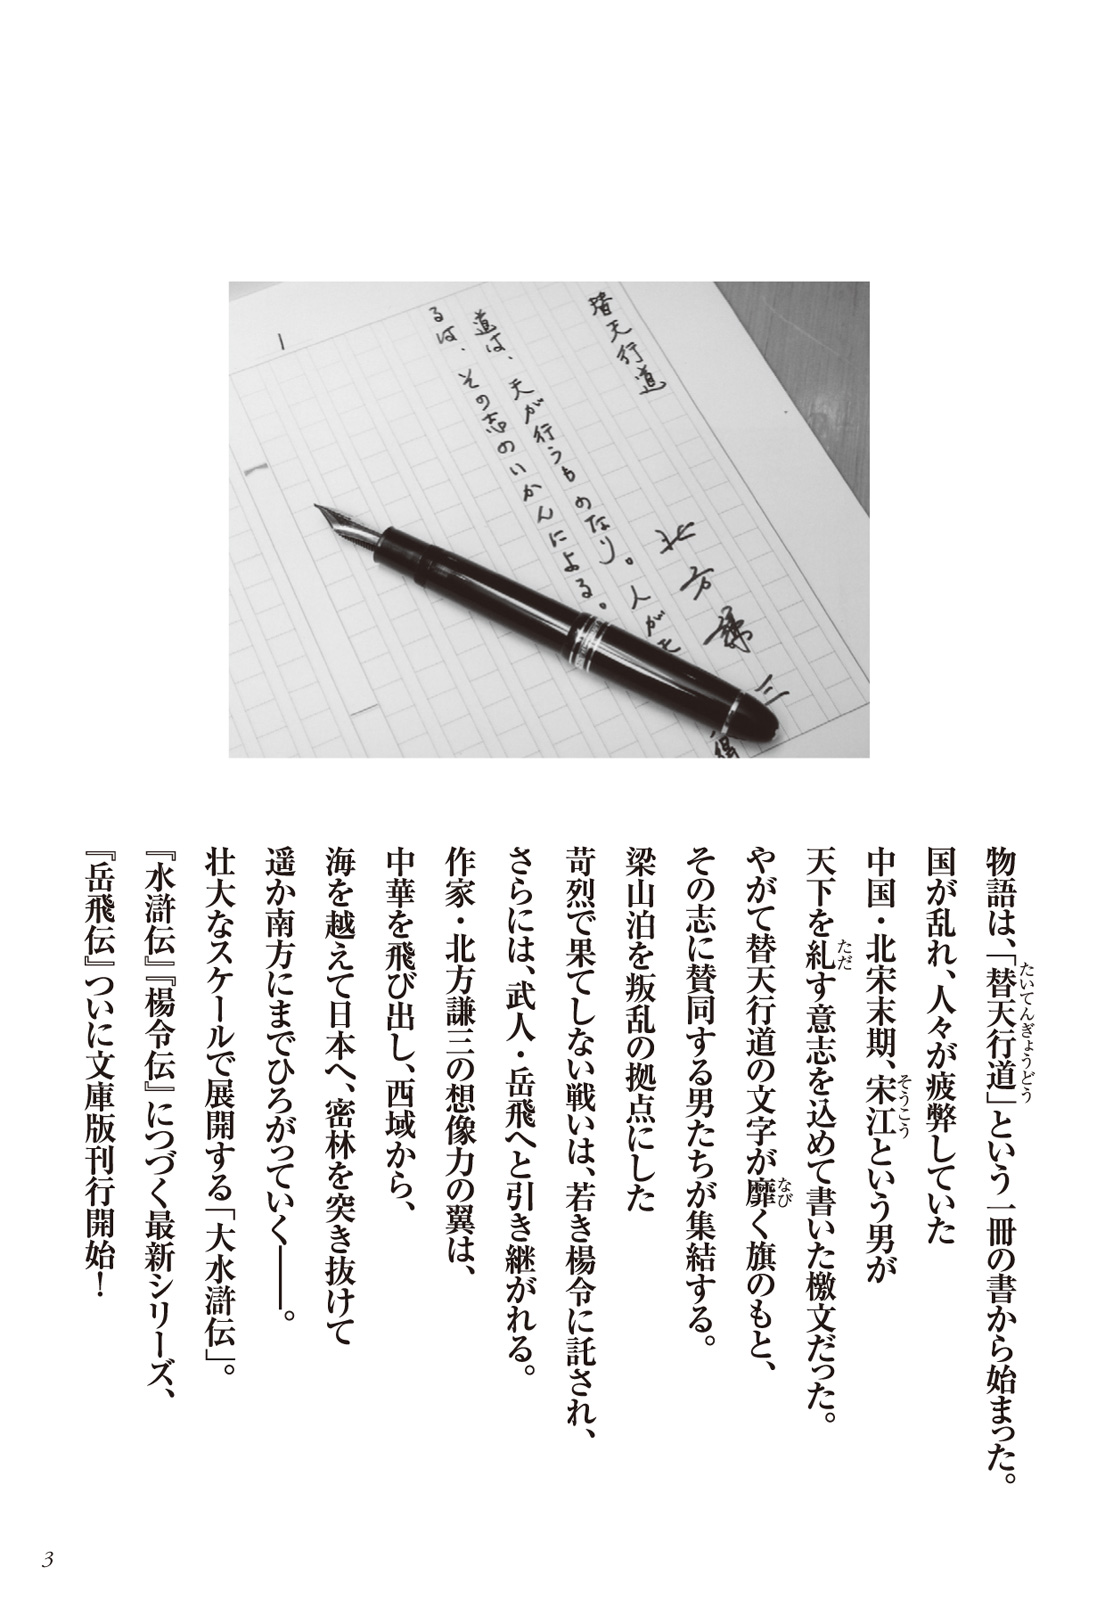 替天行道
北方謙三
道は、天が行うものなり。人がそ
るは、その志のいかんによる。
物語は、「替天行道」という一冊の書から始まった。
国が乱れ、人々が疲弊していた
中国・北宋末期、宋江という男が
天下を糺す意志を込めて書いた檄文だった。
やがて替天行道の文字が靡く旗のもと、
その志に賛同する男たちが集結する。
梁山泊を叛乱の拠点にした
苛烈で果てしない戦いは、若き楊令に託され、
さらには、武人・岳飛へと引き継がれる。
作家・北方謙三の想像力の翼は、
中華を飛び出し、西域から、
海を越えて日本へ、密林を突き抜けて
遥か南方にまでひろがっていく——。
壮大なスケールで展開する「大水滸伝」。
『水滸伝』『楊令伝』につづく最新シリーズ、
『岳飛伝』ついに文庫版刊行開始！
3